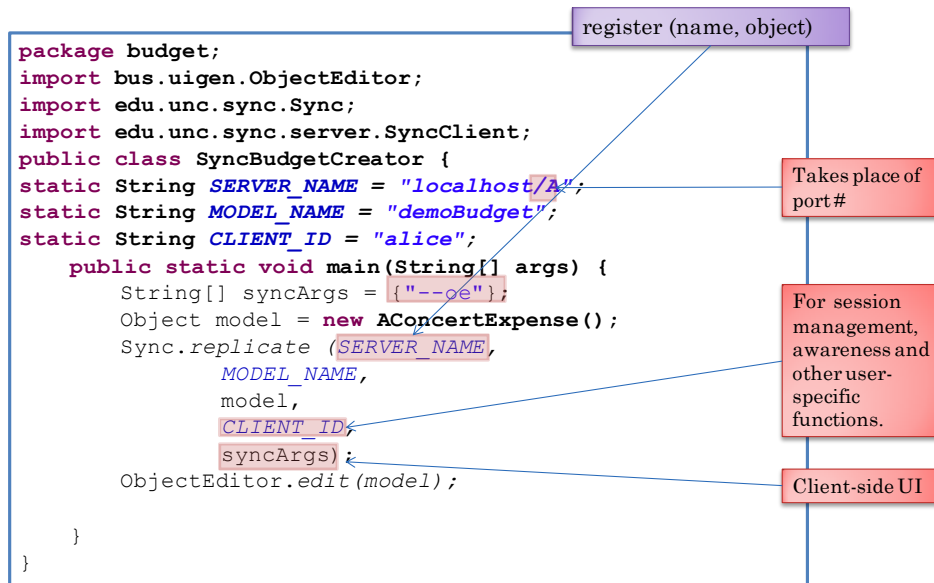 register (name, object)
package budget;
import bus.uigen.ObjectEditor;
import edu.unc.sync.Sync;
import edu.unc.sync.server.SyncClient;
public class SyncBudgetCreator {
static String SERVER_NAME = "localhost/A";
static String MODEL_NAME = "demoBudget";
static String CLIENT_ID = "alice";
public static void main(String[] args) {
String[] syncArgs = {"--oe"};
Object model = new AConcertExpense();
Sync.replicate (SERVER_NAME,
MODEL_NAME,
model,
CLIENT_ID,
syncArgs);
ObjectEditor.edit(model);
}
}
Takes place of
port #
For session
management,
awareness and
other user-
specific
functions.
Client-side UI